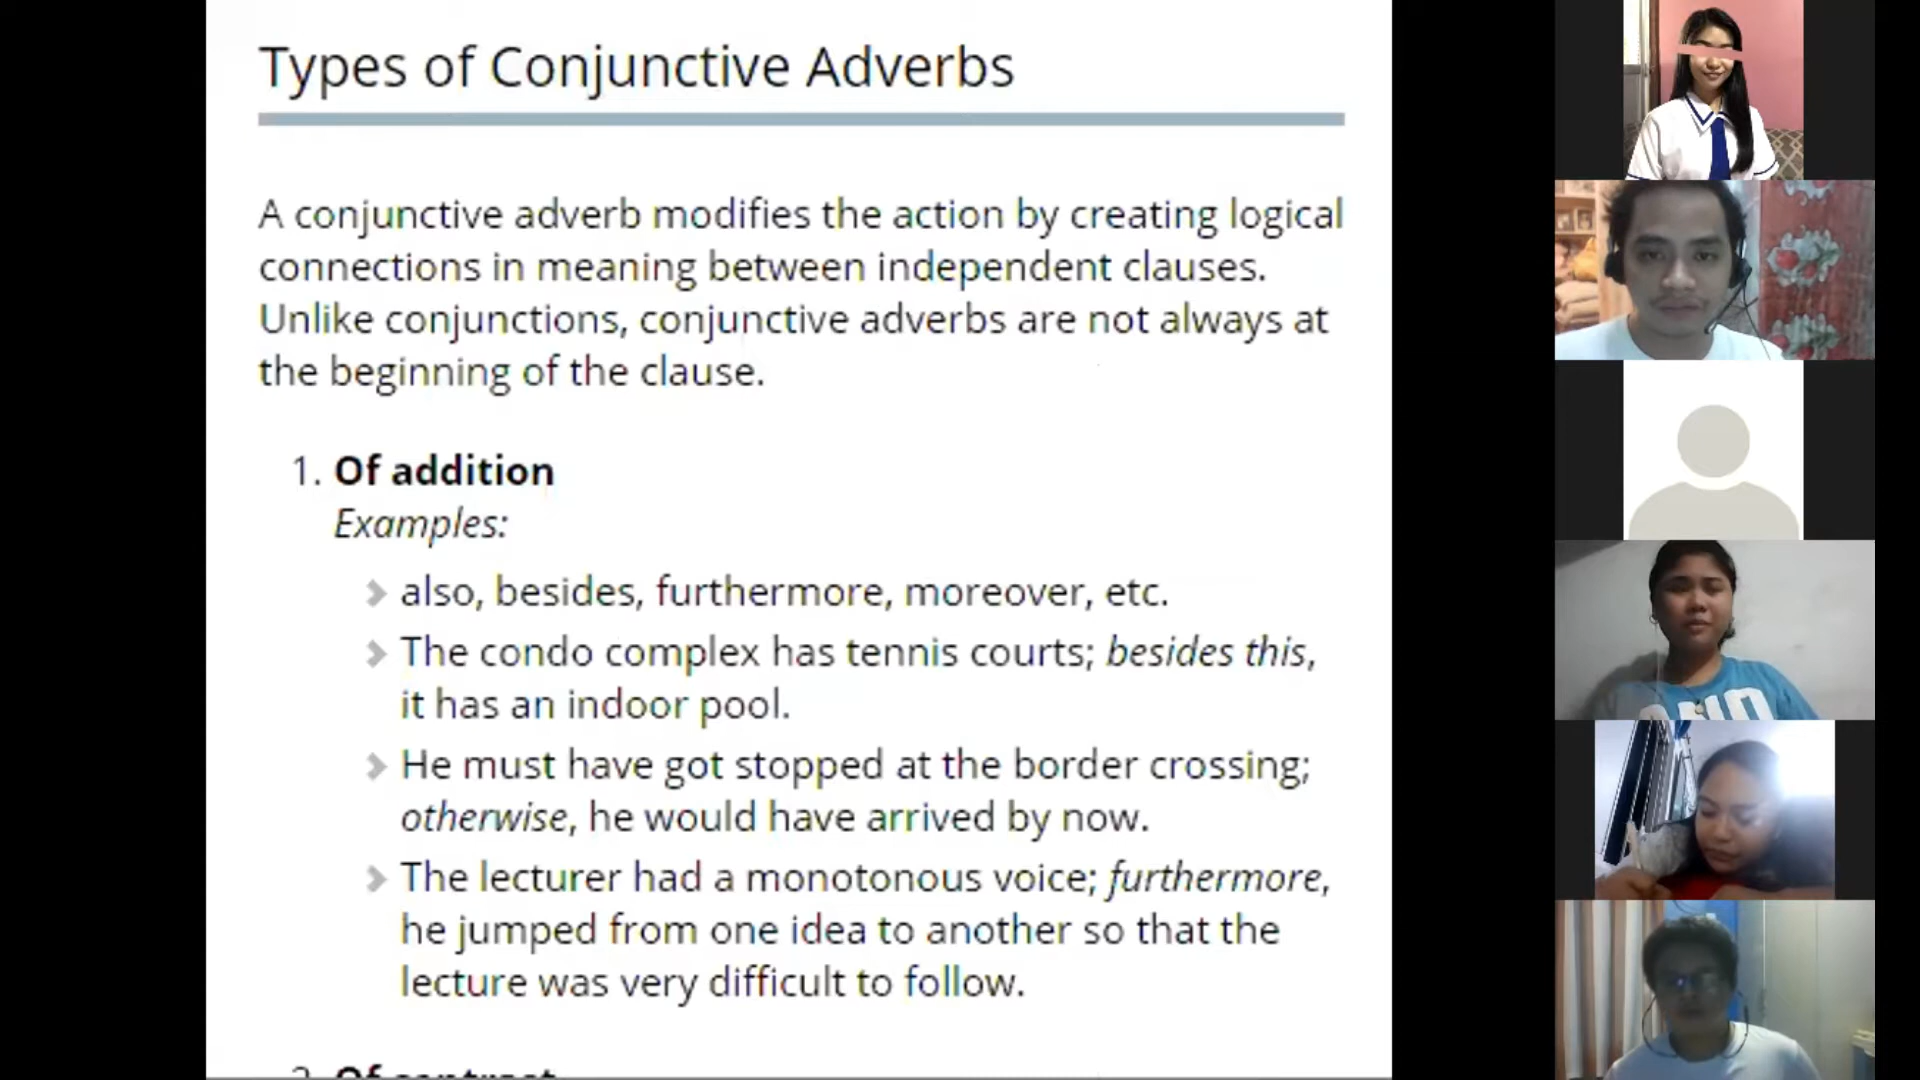 Types of Conjunctive Adverbs
A conjunctive adverb modifies the action by creating logical
connections in meaning between independent clauses.
Unlike conjunctions, conjunctive adverbs are not always at
the beginning of the clause.
1. Of addition
Examples:
also, besides, furthermore, moreover, etc.
The condo complex has tennis courts; besides this,
it has an indoor pool.
He must have got stopped at the border crossing;
otherwise, he would have arrived by now.
The lecturer had a monotonous voice; furthermore,
he jumped from one idea to another so that the
lecture was very difficult to follow.